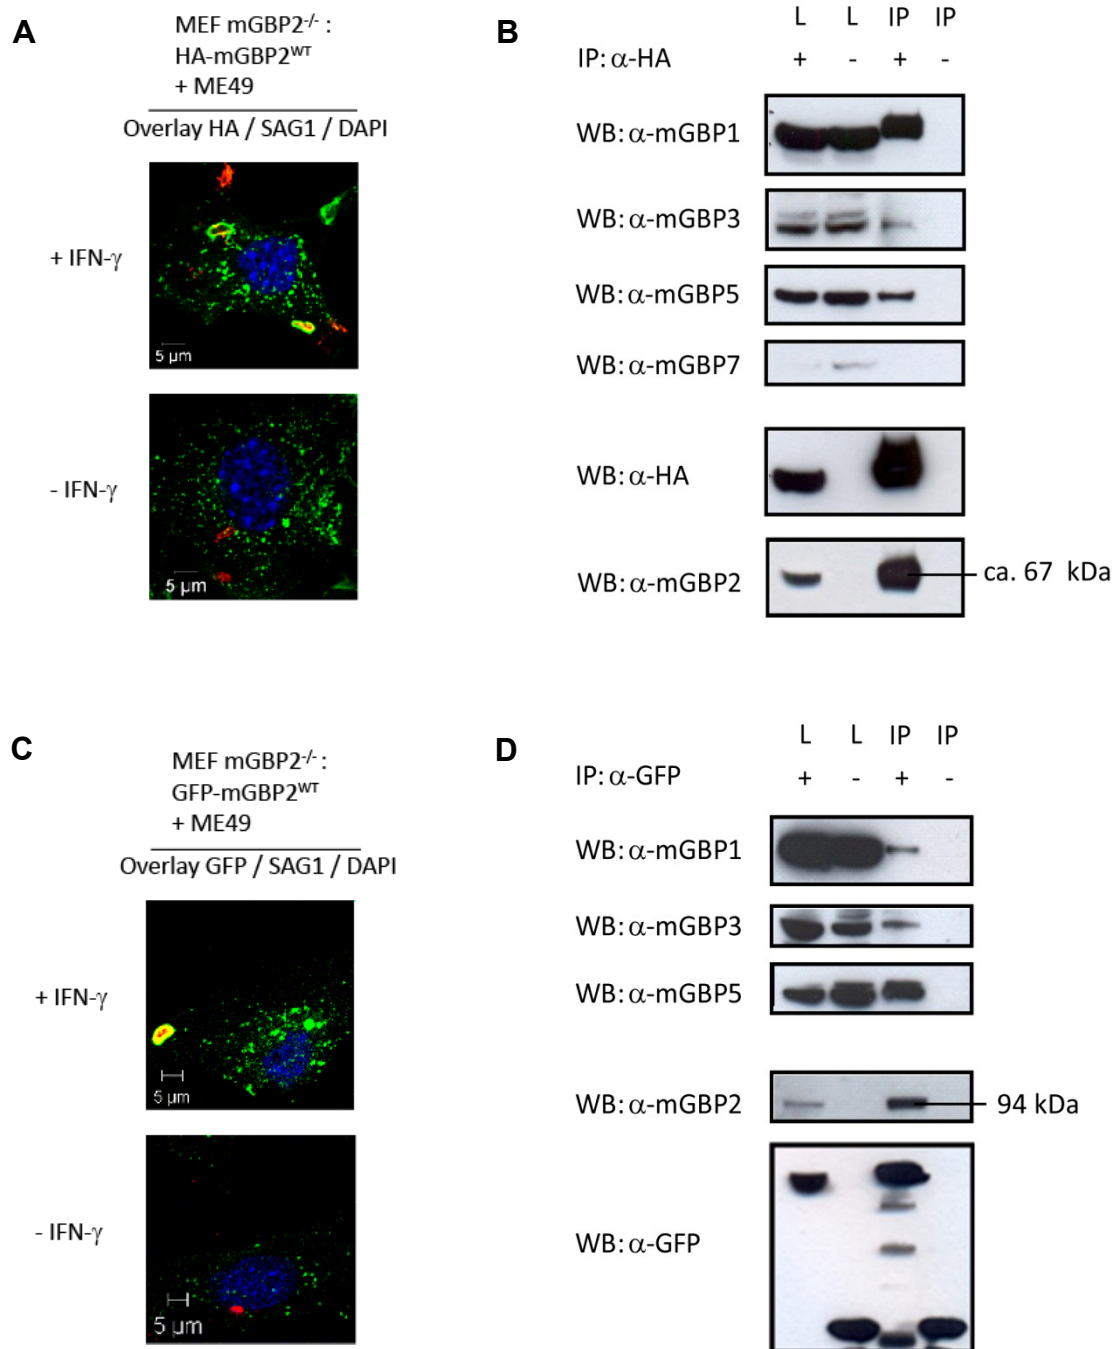 A
MEF mGBP2-/- :
HA-mGBP2WT
+ ME49
Overlay HA / SAG1 / DAPI
+ IFN-γ
5 µm
- IFN-γ
5 µm
B
L L IP IP
IP: α-HA + - + -
WB: α-mGBP1
WB: α-mGBP3
WB: α-mGBP5
WB: α-mGBP7
WB: α-HA
WB: α-mGBP2 ca. 67 kDa
C
MEF mGBP2-/- :
GFP-mGBP2WT
+ ME49
Overlay GFP / SAG1 / DAPI
+ IFN-γ
5 µm
- IFN-γ
5 µm
D
L L IP IP
IP: α-GFP + - + -
WB: α-mGBP1
WB: α-mGBP3
WB: α-mGBP5
WB: α-mGBP2 94 kDa
WB: α-GFP